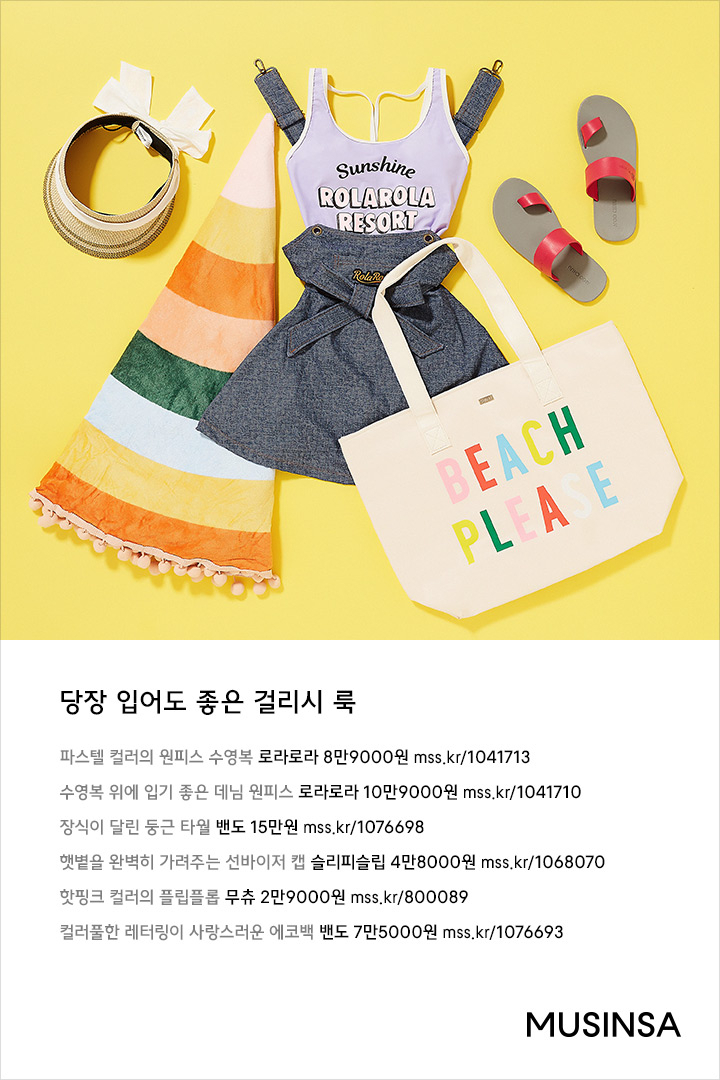 Sunshine
ROLAROLA
RESORT
BEACH
PLEASE
당장 입어도 좋은 걸리시 룩
파스텔 컬러의 원피스 수영복 로라로라 8만9000원 mss.kr/1041713
수영복 위에 입기 좋은 데님 원피스 로라로라 10만9000원 mss.kr/1041710
장식이 달린 둥근 타월 밴도 15만원 mss.kr/1076698
햇볕을 완벽히 가려주는 선바이저 캡 슬리피슬립 4만8000원 mss.kr/1068070
핫핑크 컬러의 플립플롭 무츄 2만9000원 mss.kr/800089
컬러풀한 레터링이 사랑스러운 에코백 밴도 7만5000원 mss.kr/1076693
MUSINSA